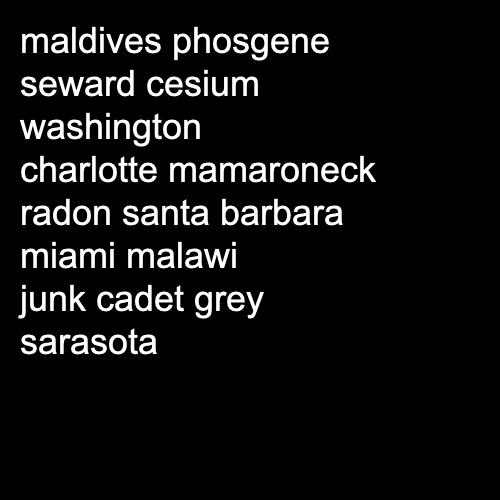 maldives phosgene
seward cesium
washington
charlotte mamaroneck
radon santa barbara
miami malawi
junk cadet grey
sarasota